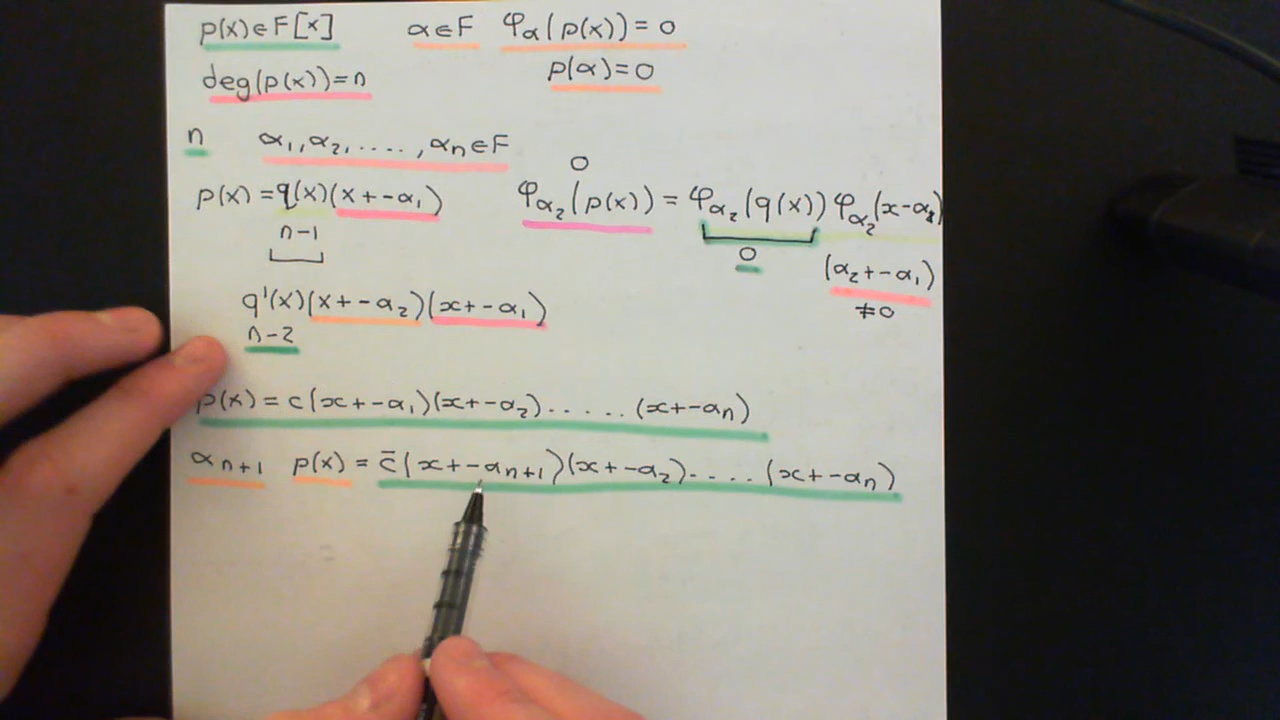 p(x)∈F[x] α∈F φα(p(x))=0
deg(p(x))=n p(α)=0
n α₁,α₂,....,αn∈F
0
p(x)=q(x)(x+-α₁) φα₂(p(x))=φα₂(q(x))φα₂(x-α₁)
n-1 0 (α₂+-α₁)
≠0
q'(x)(x+-α₂)(x+-α₁)
n-2
p(x)=c(x+-α₁)(x+-α₂).....(x+-αn)
αn+1 p(x)=c̄(x+-αn+1)(x+-α₂)....(x+-αn)